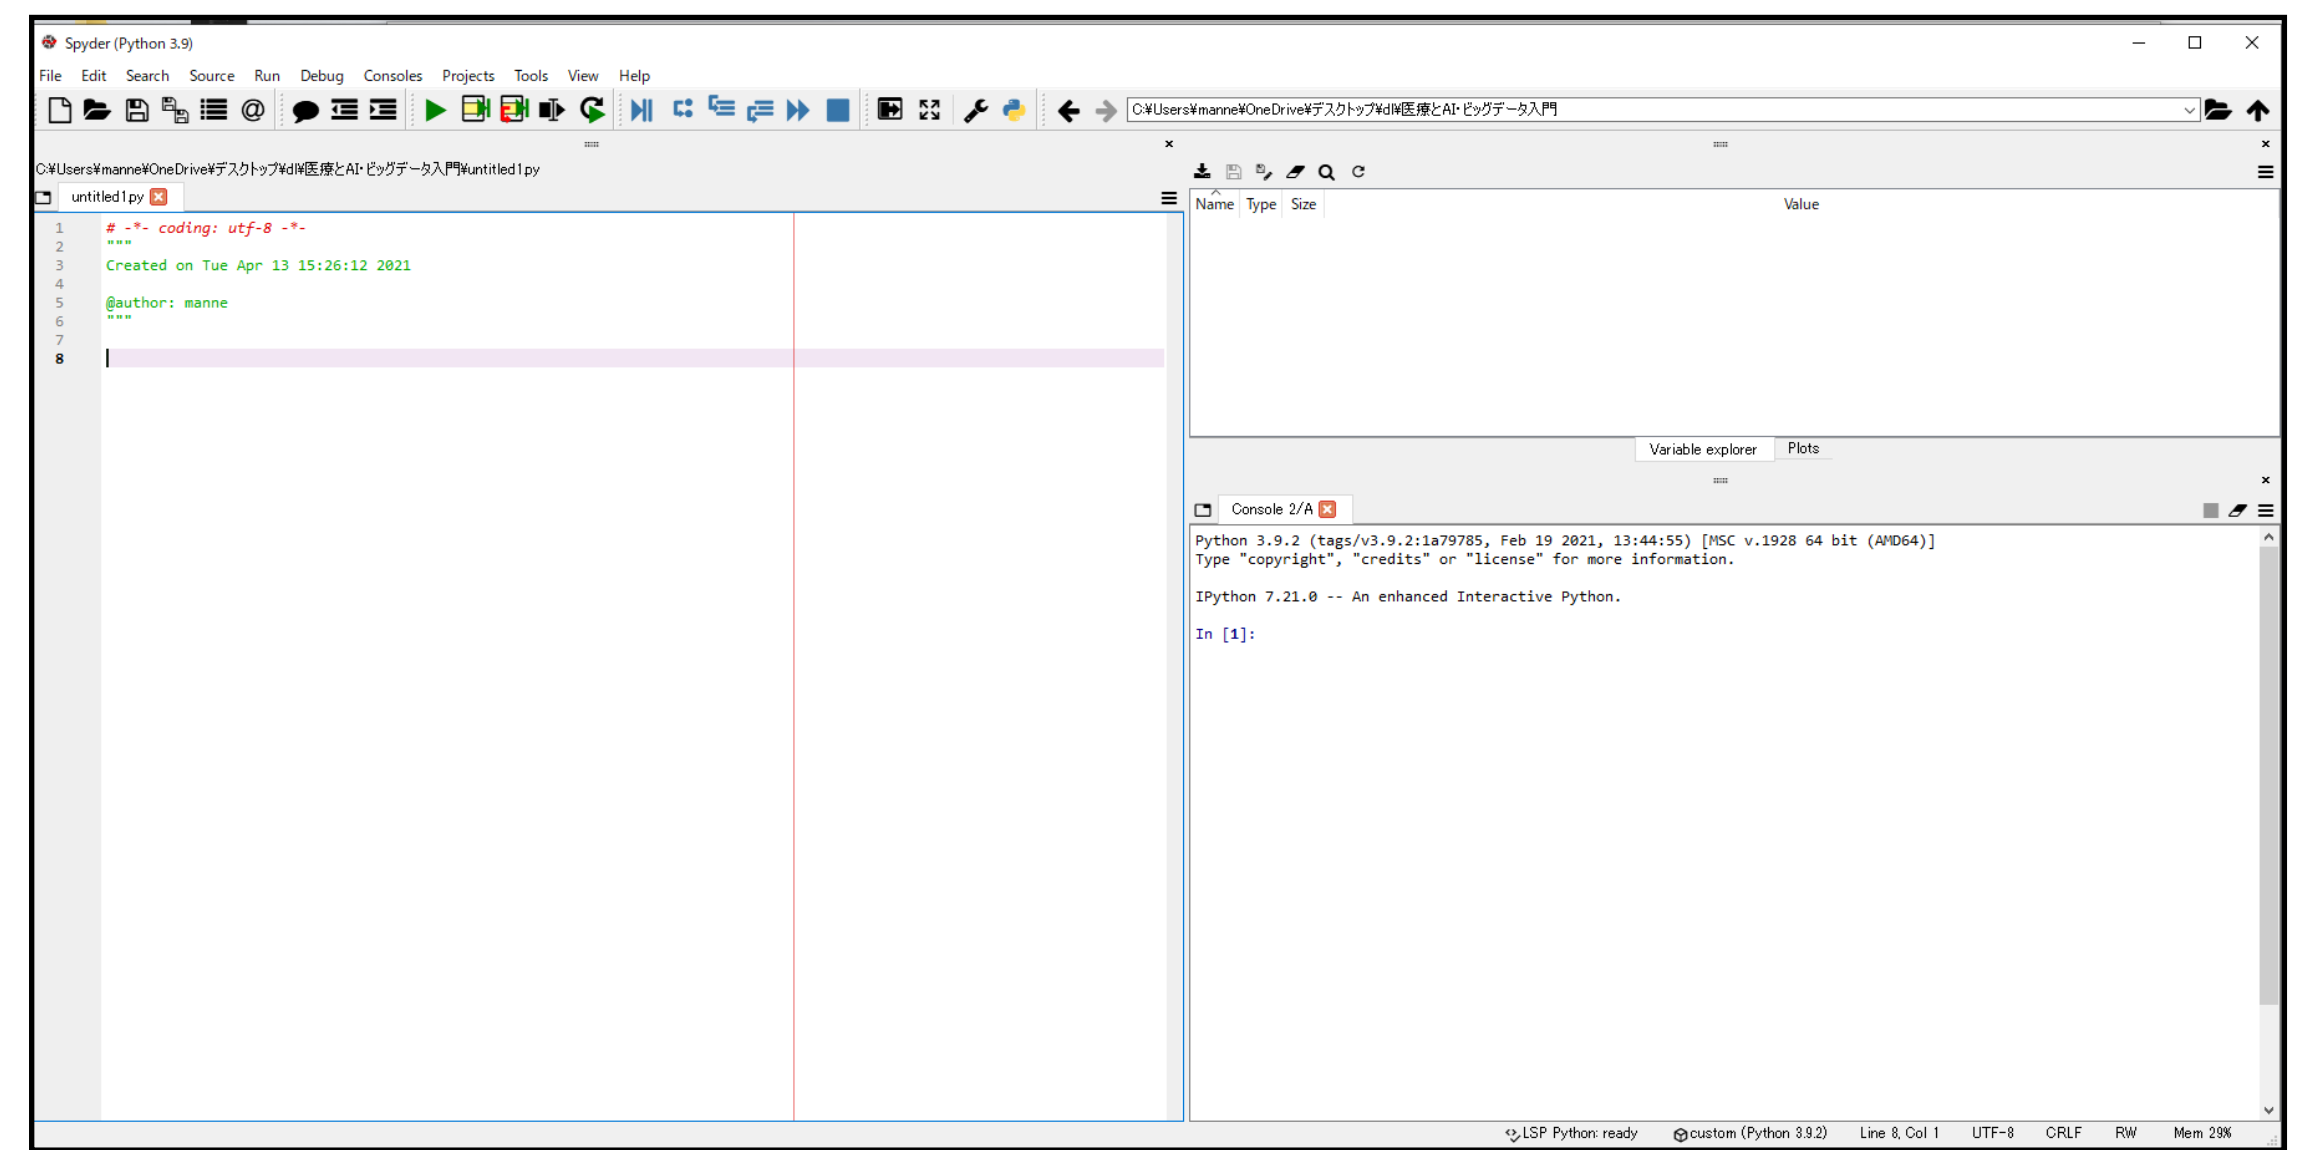 Spyder (Python 3.9)
File Edit Search Source Run Debug Consoles Projects Tools View Help
C:¥Users¥manne¥OneDrive¥デスクトップ¥dl¥医療とAI・ビッグデータ入門
C:¥Users¥manne¥OneDrive¥デスクトップ¥dl¥医療とAI・ビッグデータ入門¥untitled1.py
untitled1.py
1 # -*- coding: utf-8 -*-
2 """
3 Created on Tue Apr 13 15:26:12 2021
4
5 @author: manne
6 """
7
8
Name Type Size Value
Variable explorer Plots
Console 2/A
Python 3.9.2 (tags/v3.9.2:1a79785, Feb 19 2021, 13:44:55) [MSC v.1928 64 bit (AMD64)]
Type "copyright", "credits" or "license" for more information.
IPython 7.21.0 -- An enhanced Interactive Python.
In [1]:
LSP Python: ready custom (Python 3.9.2) Line 8, Col 1 UTF-8 CRLF RW Mem 29%